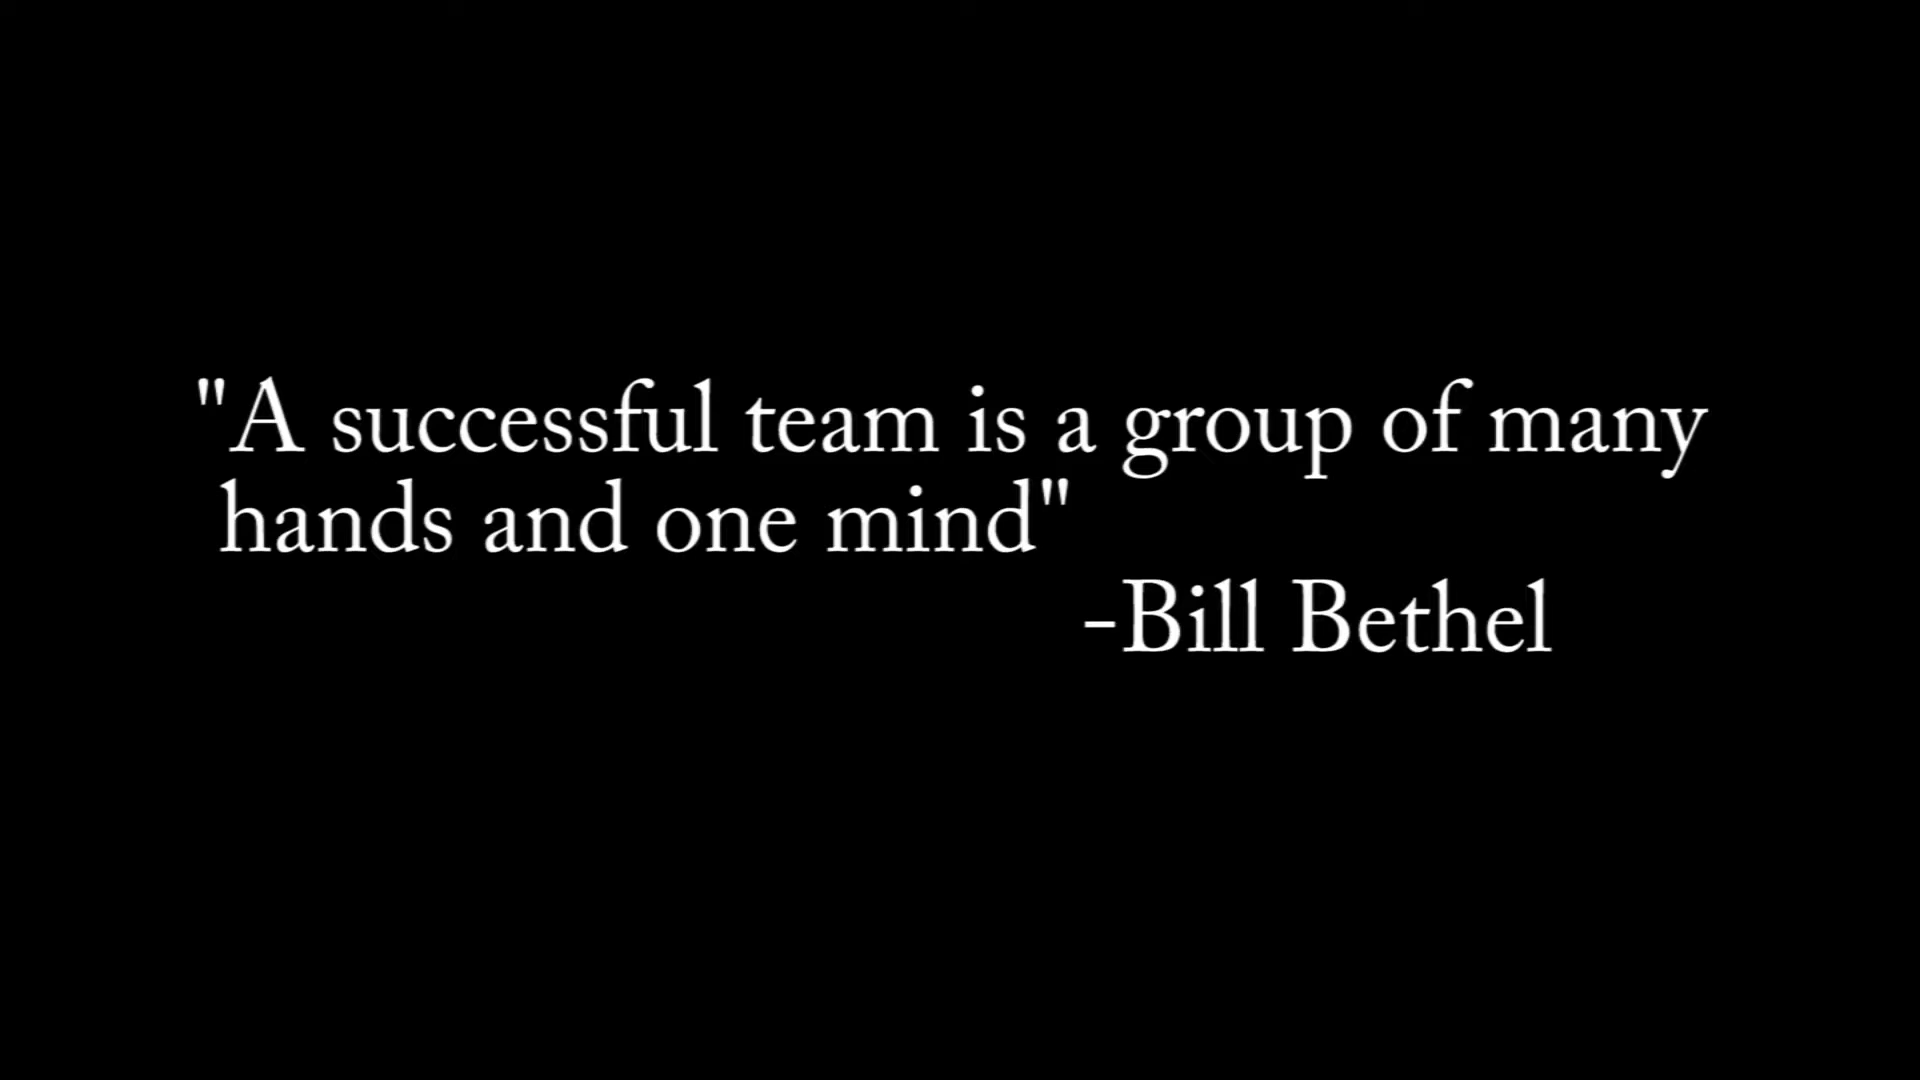 "A successful team is a group of many
hands and one mind"
-Bill Bethel